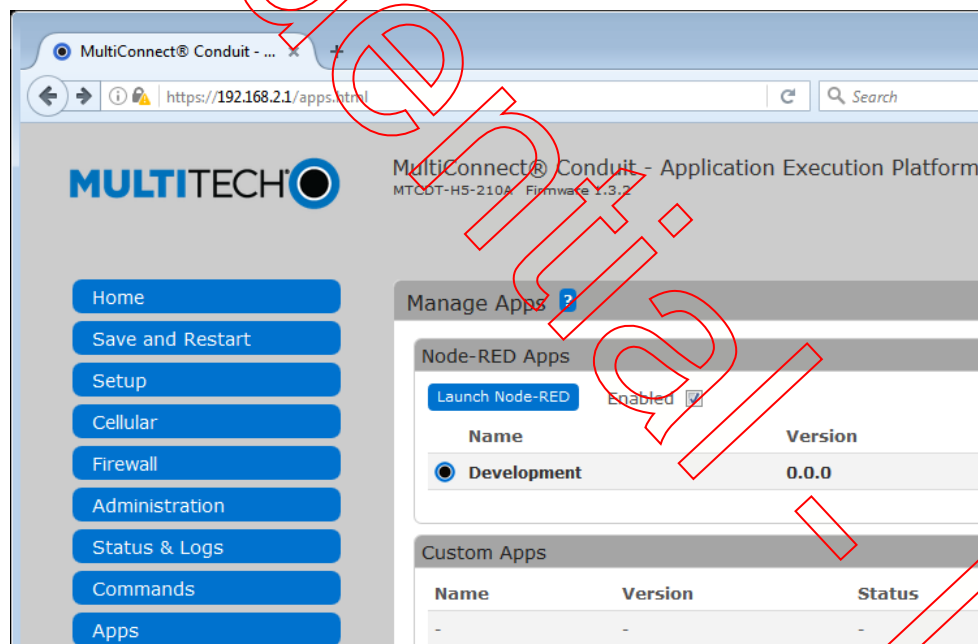 MultiConnect® Conduit - ... × +
https://192.168.2.1/apps.html
Search
MULTITECH
MultiConnect® Conduit - Application Execution Platform
MTCDT-H5-210A Firmware 1.3.2
Home
Save and Restart
Setup
Cellular
Firewall
Administration
Status & Logs
Commands
Apps
Manage Apps ?
Node-RED Apps
Launch Node-RED Enabled
Name Version
Development 0.0.0
Custom Apps
Name Version Status
- - -